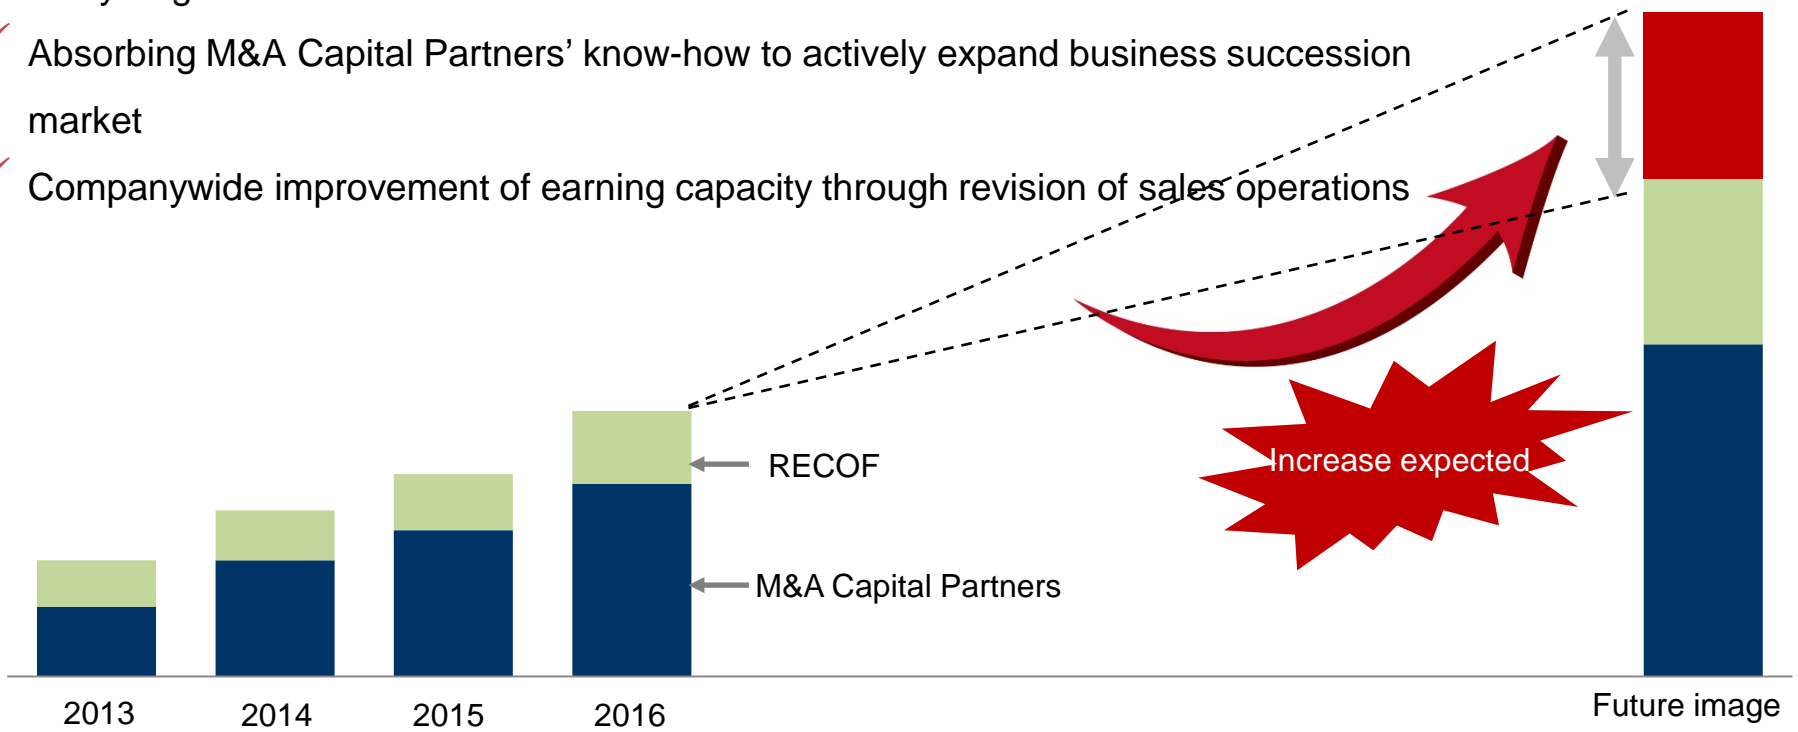 Absorbing M&A Capital Partners’ know-how to actively expand business succession
market
Companywide improvement of earning capacity through revision of sales operations
RECOF
Increase expected
M&A Capital Partners
2013
2014
2015
2016
Future image